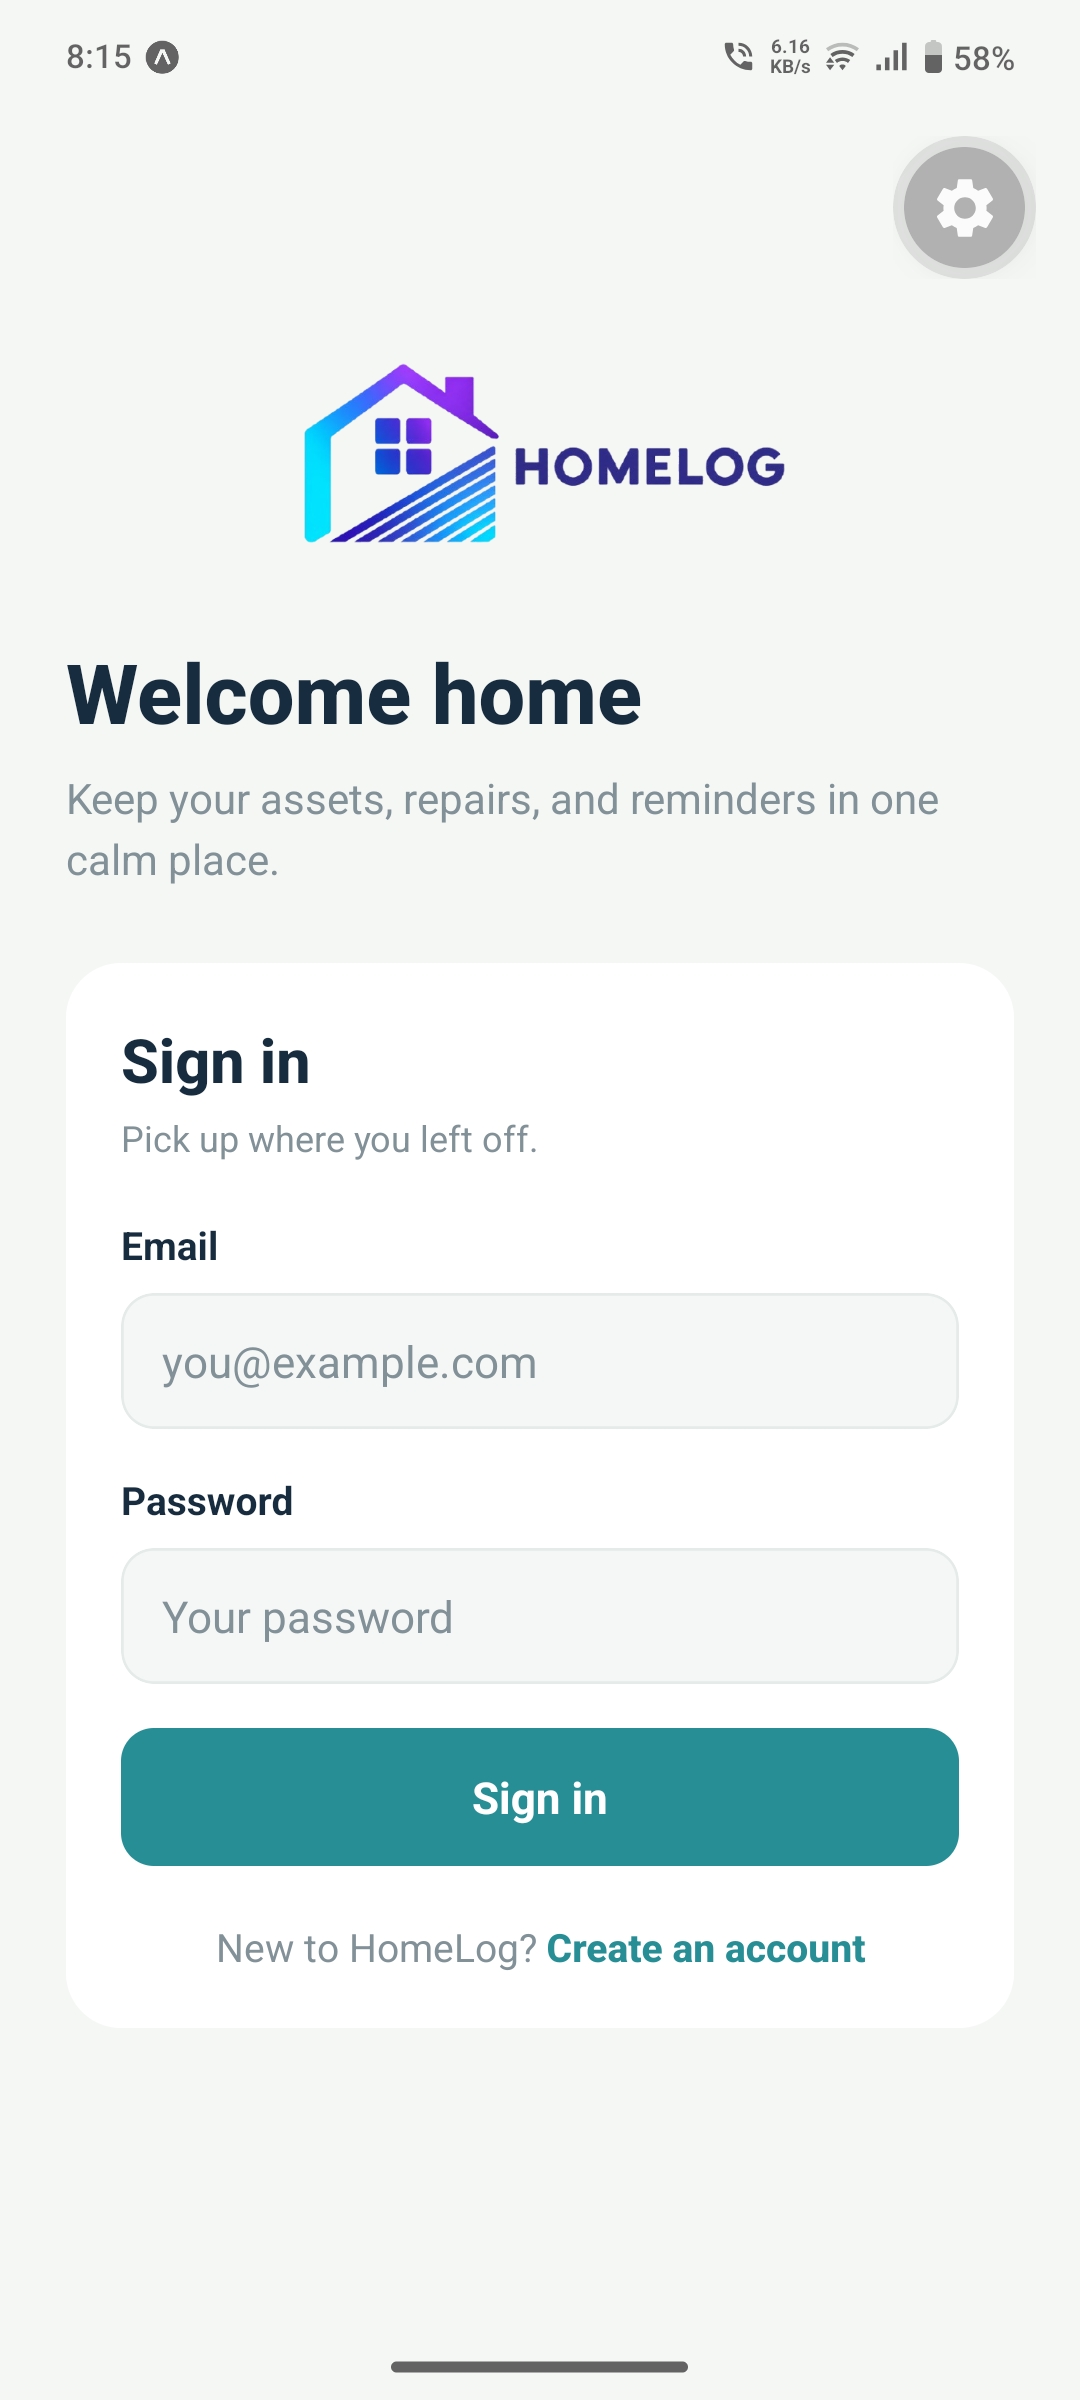 8:15
6.16
KB/s
58%
HOMELOG
Welcome home
Keep your assets, repairs, and reminders in one
calm place.
Sign in
Pick up where you left off.
Email
you@example.com
Password
Your password
Sign in
New to HomeLog? Create an account